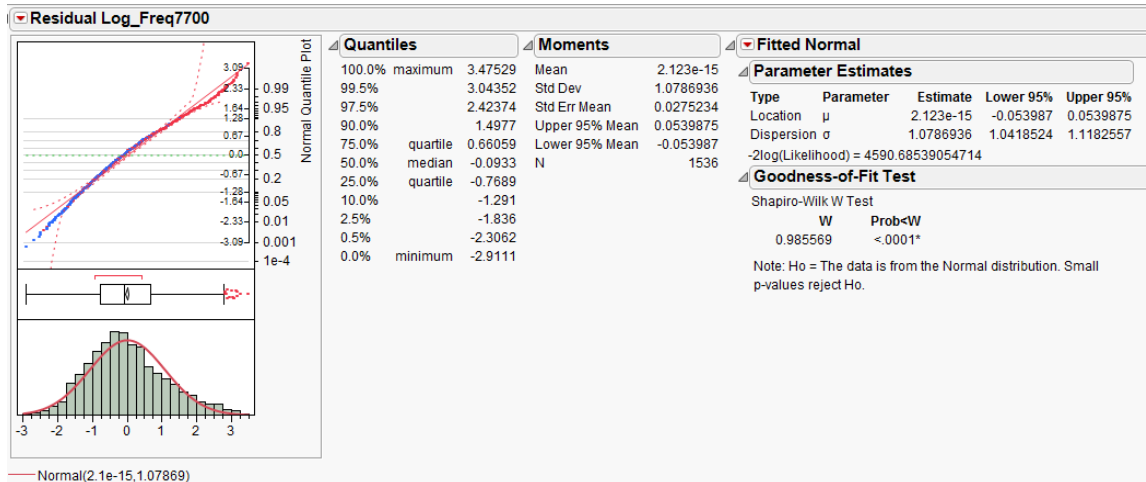 Residual Log_Freq7700
3.09
2.33
1.64
1.28
0.67
0.0
-0.67
-1.28
-1.64
-2.33
-3.09
0.99
0.95
0.8
0.5
0.2
0.05
0.01
0.001
1e-4
Normal Quantile Plot
-3 -2 -1 0 1 2 3
Normal(2.1e-15,1.07869)
Quantiles
100.0% maximum 3.47529
99.5% 3.04352
97.5% 2.42374
90.0% 1.4977
75.0% quartile 0.66059
50.0% median -0.0933
25.0% quartile -0.7689
10.0% -1.291
2.5% -1.836
0.5% -2.3062
0.0% minimum -2.9111
Moments
Mean 2.123e-15
Std Dev 1.0786936
Std Err Mean 0.0275234
Upper 95% Mean 0.0539875
Lower 95% Mean -0.053987
N 1536
Fitted Normal
Parameter Estimates
Type Parameter Estimate Lower 95% Upper 95%
Location μ 2.123e-15 -0.053987 0.0539875
Dispersion σ 1.0786936 1.0418524 1.1182557
-2log(Likelihood) = 4590.68539054714
Goodness-of-Fit Test
Shapiro-Wilk W Test
W Prob<W
0.985569 <.0001*
Note: Ho = The data is from the Normal distribution. Small
p-values reject Ho.